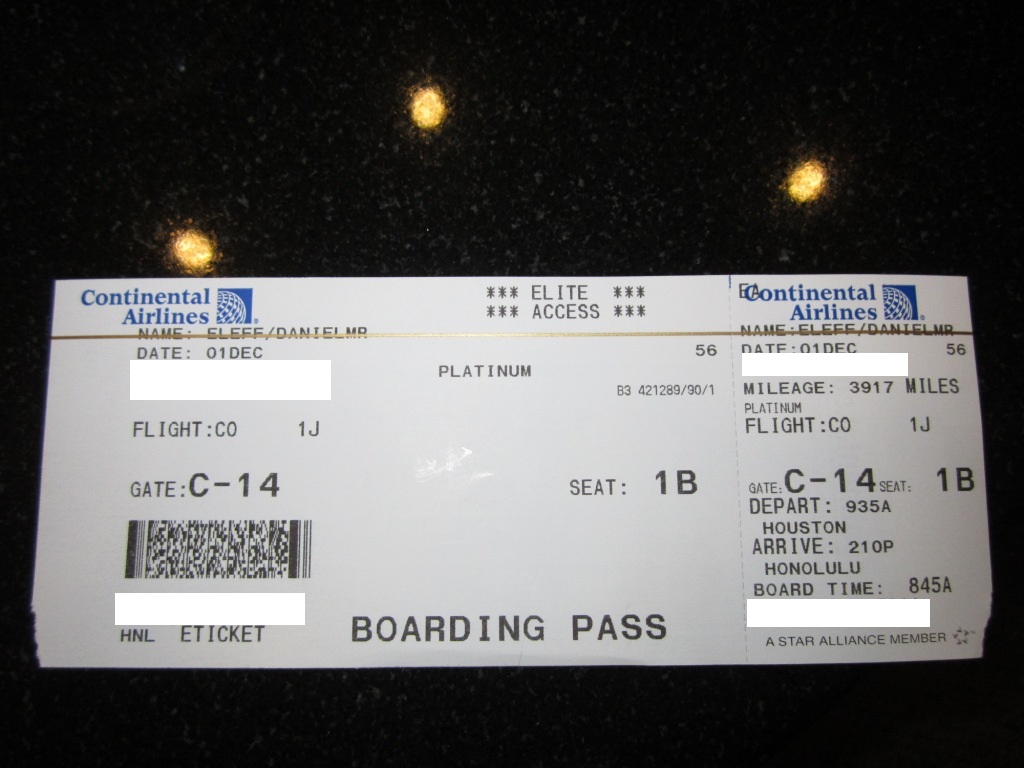 Continental
Airlines
*** ELITE ***
*** ACCESS ***
NAME: ELEFF/DANIELMR
DATE: 01DEC
56
PLATINUM
B3 421289/90/1
FLIGHT:CO 1J
GATE:C-14
SEAT: 1B
HNL ETICKET
BOARDING PASS
EA
Continental
Airlines
NAME:ELEFF/DANIELMR
DATE:01DEC 56
MILEAGE: 3917 MILES
PLATINUM
FLIGHT:CO 1J
GATE:C-14 SEAT: 1B
DEPART: 935A
HOUSTON
ARRIVE: 210P
HONOLULU
BOARD TIME: 845A
A STAR ALLIANCE MEMBER